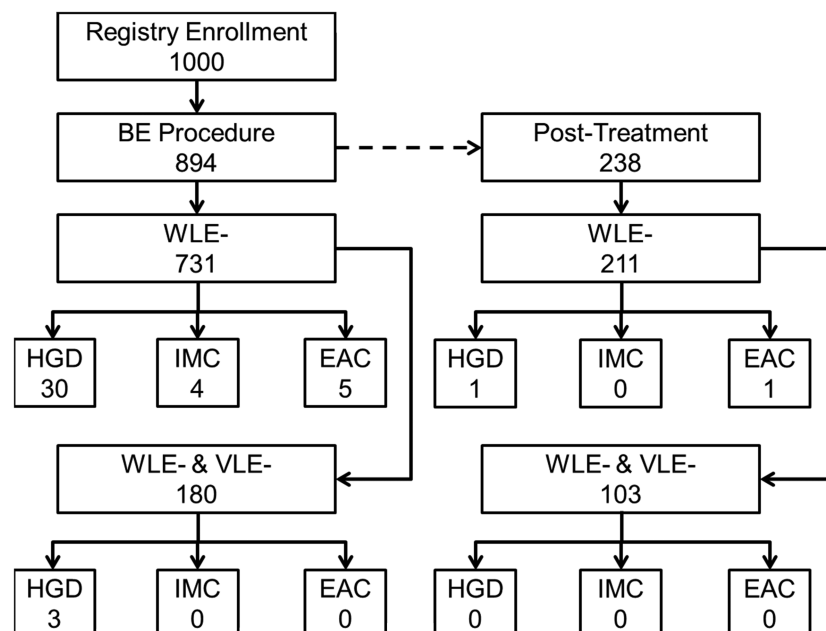 Registry Enrollment
1000
BE Procedure
894
Post-Treatment
238
WLE-
731
WLE-
211
HGD
30
IMC
4
EAC
5
HGD
1
IMC
0
EAC
1
WLE- & VLE-
180
WLE- & VLE-
103
HGD
3
IMC
0
EAC
0
HGD
0
IMC
0
EAC
0